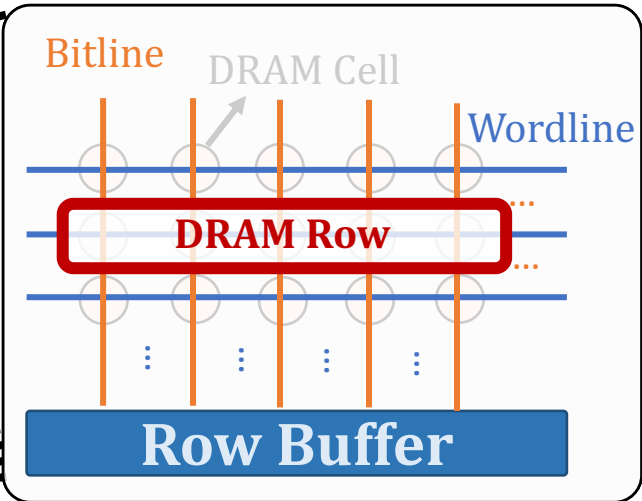 Bitline
DRAM Cell
Wordline
DRAM Row
Row Buffer